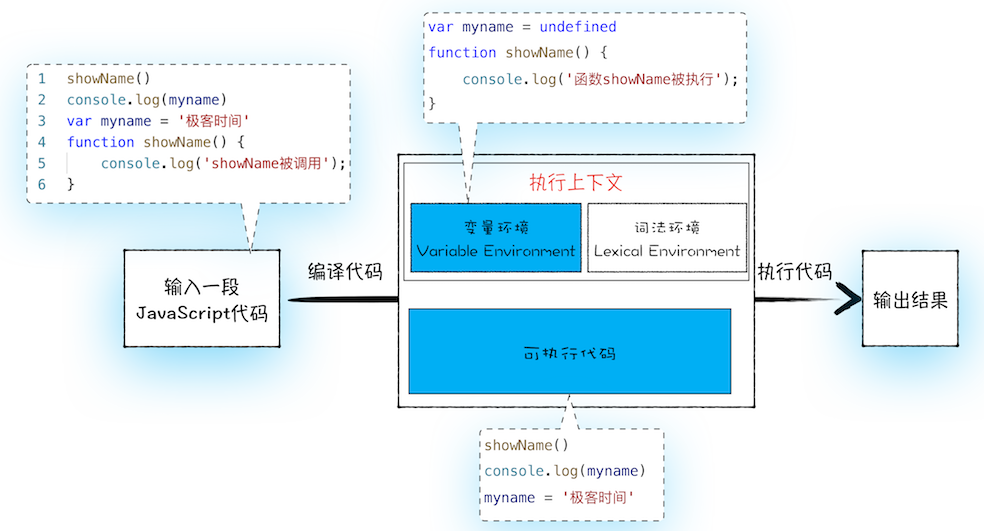 var myname = undefined
function showName() {
console.log('函数showName被执行');
}
1 showName()
2 console.log(myname)
3 var myname = '极客时间'
4 function showName() {
5 console.log('showName被调用');
6 }
执行上下文
变量环境
Variable Environment
词法环境
Lexical Environment
输入一段
JavaScript代码
编译代码
执行代码
输出结果
可执行代码
showName()
console.log(myname)
myname = '极客时间'